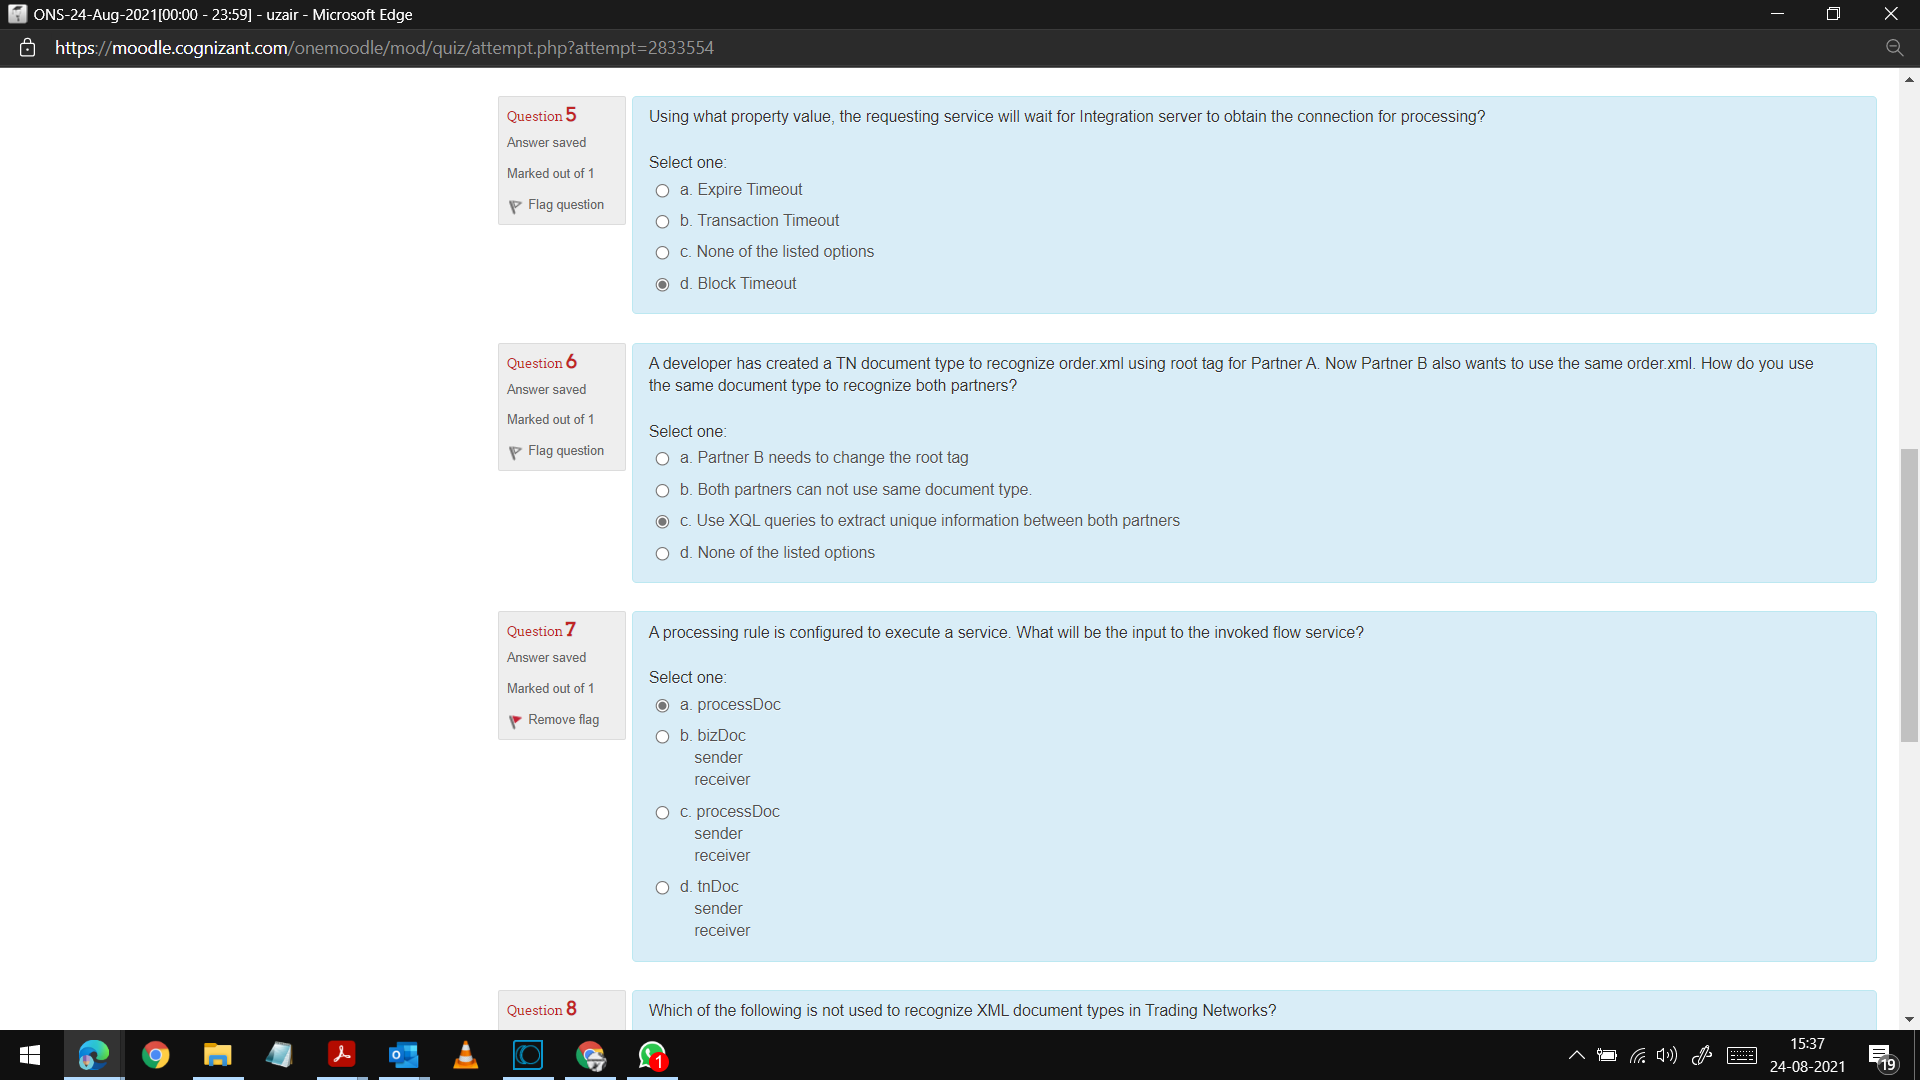 ONS-24-Aug-2021[00:00 - 23:59] - uzair - Microsoft Edge
https://moodle.cognizant.com/onemoodle/mod/quiz/attempt.php?attempt=2833554
Question 5
Answer saved
Marked out of 1
Flag question
Using what property value, the requesting service will wait for Integration server to obtain the connection for processing?
Select one:
a. Expire Timeout
b. Transaction Timeout
c. None of the listed options
d. Block Timeout
Question 6
Answer saved
Marked out of 1
Flag question
A developer has created a TN document type to recognize order.xml using root tag for Partner A. Now Partner B also wants to use the same order.xml. How do you use
the same document type to recognize both partners?
Select one:
a. Partner B needs to change the root tag
b. Both partners can not use same document type.
c. Use XQL queries to extract unique information between both partners
d. None of the listed options
Question 7
Answer saved
Marked out of 1
Remove flag
A processing rule is configured to execute a service. What will be the input to the invoked flow service?
Select one:
a. processDoc
b. bizDoc
sender
receiver
c. processDoc
sender
receiver
d. tnDoc
sender
receiver
Question 8
Which of the following is not used to recognize XML document types in Trading Networks?
1
15:37
24-08-2021
19